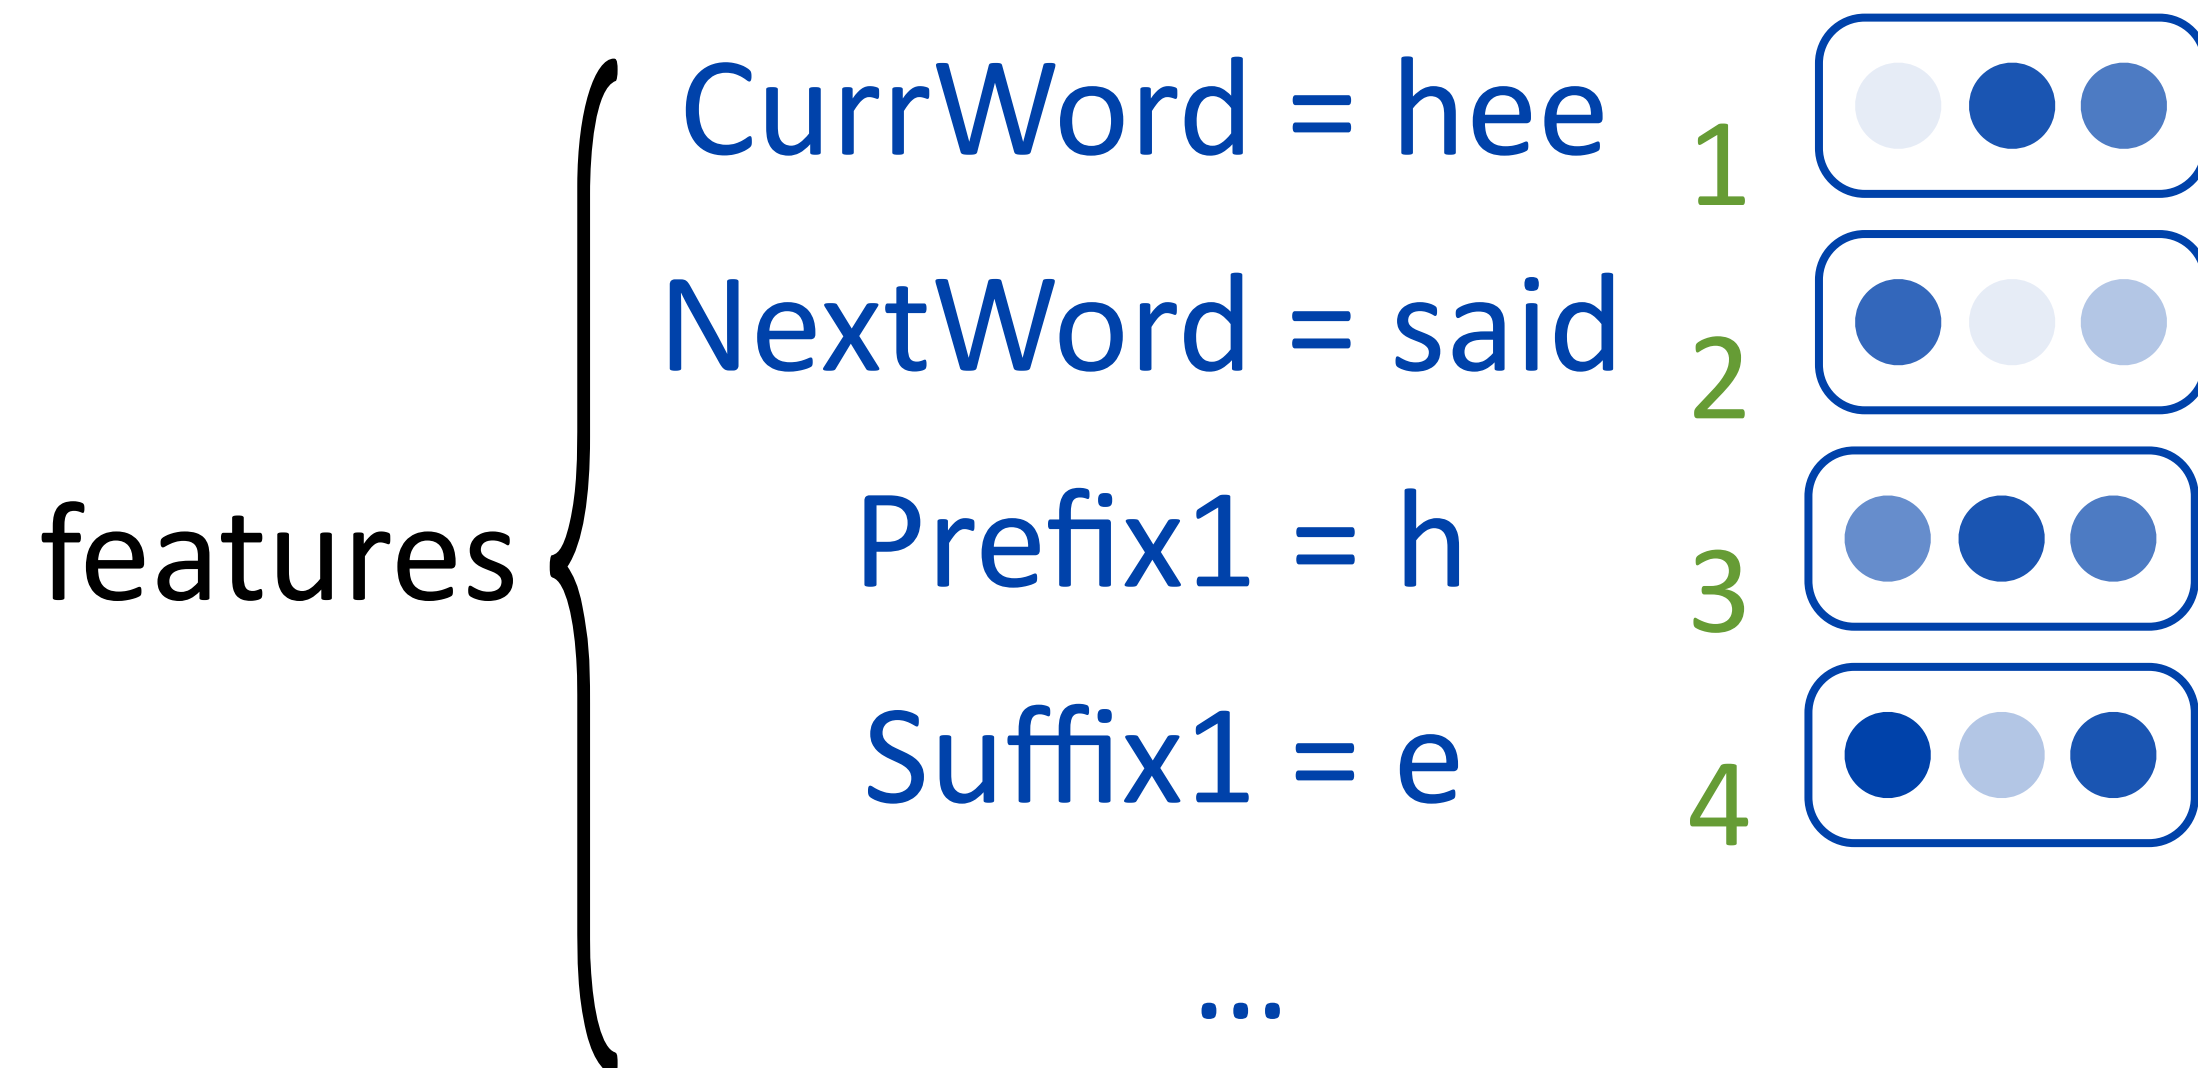 CurrWord = hee 1
NextWord = said 2
features
Prefix1 = h 3
Suffix1 = e 4
...